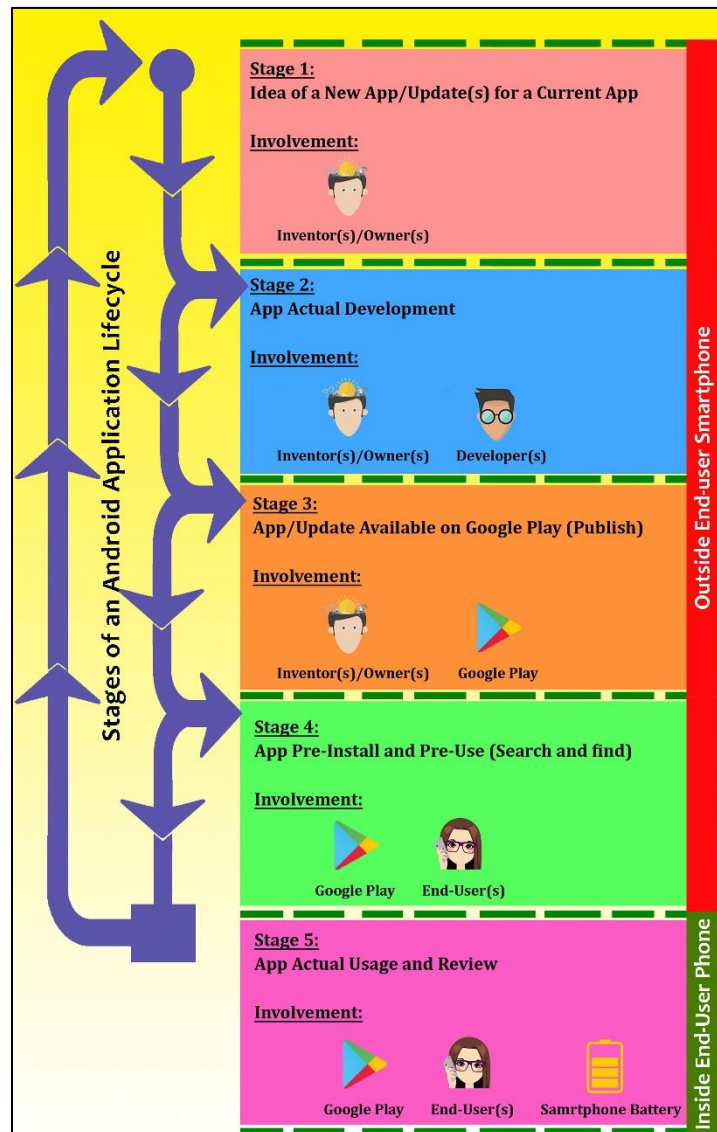 Stages of an Android Application Lifecycle
Stage 1:
Idea of a New App/Update(s) for a Current App
Involvement:
Inventor(s)/Owner(s)
Stage 2:
App Actual Development
Involvement:
Inventor(s)/Owner(s) Developer(s)
Stage 3:
App/Update Available on Google Play (Publish)
Involvement:
Inventor(s)/Owner(s) Google Play
Stage 4:
App Pre-Install and Pre-Use (Search and find)
Involvement:
Google Play End-User(s)
Stage 5:
App Actual Usage and Review
Involvement:
Google Play End-User(s) Samrtphone Battery
Outside End-user Smartphone
Inside End-User Phone